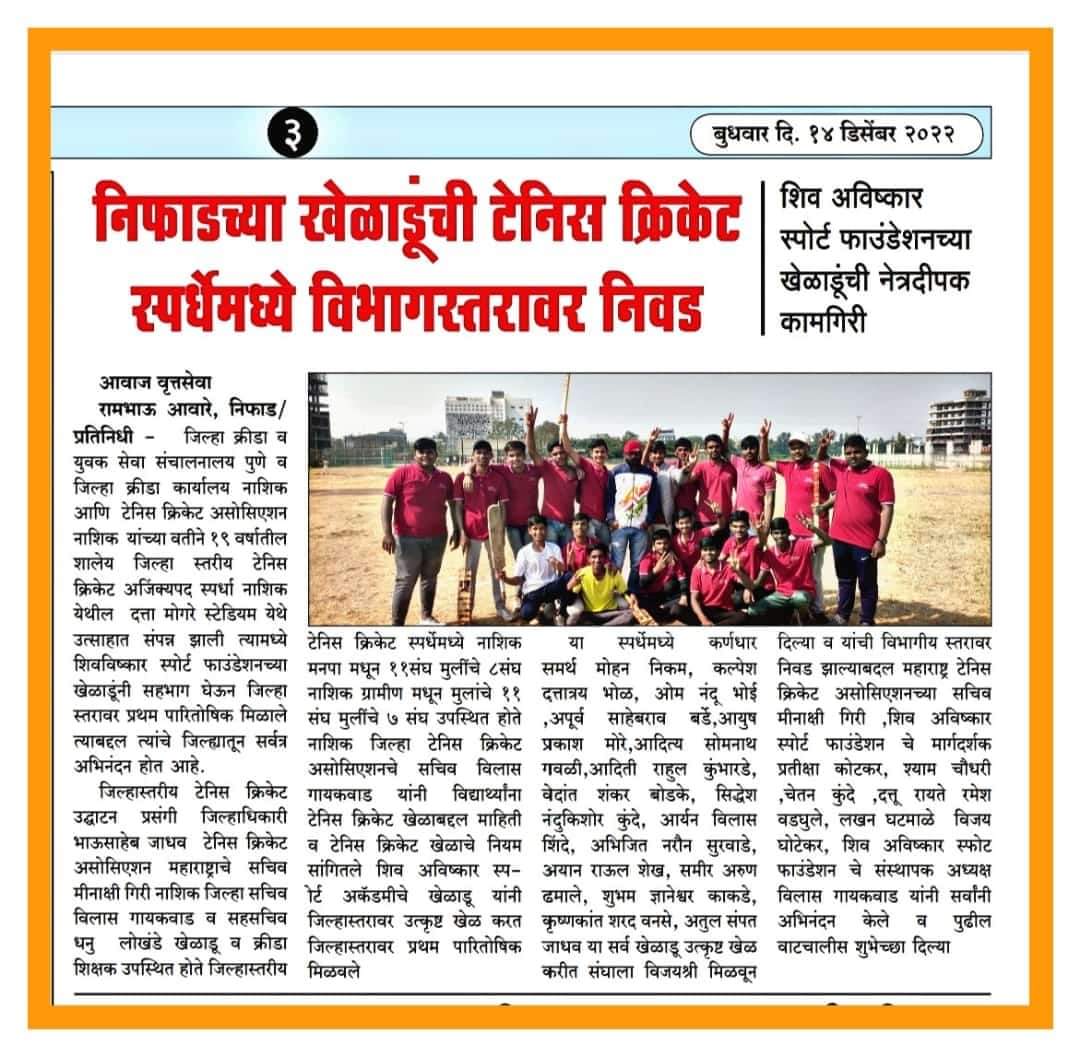 ३
बुधवार दि. १४ डिसेंबर २०२२
निफाडच्या खेळाडूंची टेनिस क्रिकेट
स्पर्धेमध्ये विभागस्तरावर निवड
शिव अविष्कार
स्पोर्ट फाउंडेशनच्या
खेळाडूंची नेत्रदीपक
कामगिरी
आवाज वृत्तसेवा
रामभाऊ आवारे, निफाड/
प्रतिनिधी – जिल्हा क्रीडा व
युवक सेवा संचालनालय पुणे व
जिल्हा क्रीडा कार्यालय नाशिक
आणि टेनिस क्रिकेट असोसिएशन
नाशिक यांच्या वतीने १९ वर्षातील
शालेय जिल्हा स्तरीय टेनिस
क्रिकेट अजिंक्यपद स्पर्धा नाशिक
येथील दत्ता मोगरे स्टेडियम येथे
उत्साहात संपन्न झाली त्यामध्ये
शिवविष्कार स्पोर्ट फाउंडेशनच्या
खेळाडूंनी सहभाग घेऊन जिल्हा
स्तरावर प्रथम पारितोषिक मिळाले
त्याबद्दल त्यांचे जिल्ह्यातून सर्वत्र
अभिनंदन होत आहे.
जिल्हास्तरीय टेनिस क्रिकेट
उद्घाटन प्रसंगी जिल्हाधिकारी
भाऊसाहेब जाधव टेनिस क्रिकेट
असोसिएशन महाराष्ट्राचे सचिव
मीनाक्षी गिरी नाशिक जिल्हा सचिव
विलास गायकवाड व सहसचिव
धनु लोखंडे खेळाडू व क्रीडा
शिक्षक उपस्थित होते जिल्हास्तरीय
टेनिस क्रिकेट स्पर्धेमध्ये नाशिक
मनपा मधून ११संघ मुलींचे ८संघ
नाशिक ग्रामीण मधून मुलांचे ११
संघ मुलींचे ७ संघ उपस्थित होते
नाशिक जिल्हा टेनिस क्रिकेट
असोसिएशनचे सचिव विलास
गायकवाड यांनी विद्यार्थ्यांना
टेनिस क्रिकेट खेळाबद्दल माहिती
व टेनिस क्रिकेट खेळाचे नियम
सांगितले शिव अविष्कार स्प-
ोर्ट अकॅडमीचे खेळाडू यांनी
जिल्हास्तरावर उत्कृष्ट खेळ करत
जिल्हास्तरावर प्रथम पारितोषिक
मिळवले
या स्पर्धेमध्ये कर्णधार
समर्थ मोहन निकम, कल्पेश
दत्तात्रय भोळ, ओम नंदू भोई
,अपूर्व साहेबराव बर्डे,आयुष
प्रकाश मोरे,आदित्य सोमनाथ
गवळी,आदिती राहुल कुंभारडे,
वेदांत शंकर बोडके, सिद्धेश
नंदुकिशोर कुंदे, आर्यन विलास
शिंदे, अभिजित नरौन सुरवाडे,
अयान राऊल शेख, समीर अरुण
ढमाले, शुभम ज्ञानेश्वर काकडे,
कृष्णकांत शरद वनसे, अतुल संपत
जाधव या सर्व खेळाडू उत्कृष्ट खेळ
करीत संघाला विजयश्री मिळवून
दिल्या व यांची विभागीय स्तरावर
निवड झाल्याबदल महाराष्ट्र टेनिस
क्रिकेट असोसिएशनच्या सचिव
मीनाक्षी गिरी ,शिव अविष्कार
स्पोर्ट फाउंडेशन चे मार्गदर्शक
प्रतीक्षा कोटकर, श्याम चौधरी
,चेतन कुंदे ,दत्तू रायते रमेश
वडघुले, लखन घटमाळे विजय
घोटेकर, शिव अविष्कार स्फोट
फाउंडेशन चे संस्थापक अध्यक्ष
विलास गायकवाड यांनी सर्वांनी
अभिनंदन केले व पुढील
वाटचालीस शुभेच्छा दिल्या